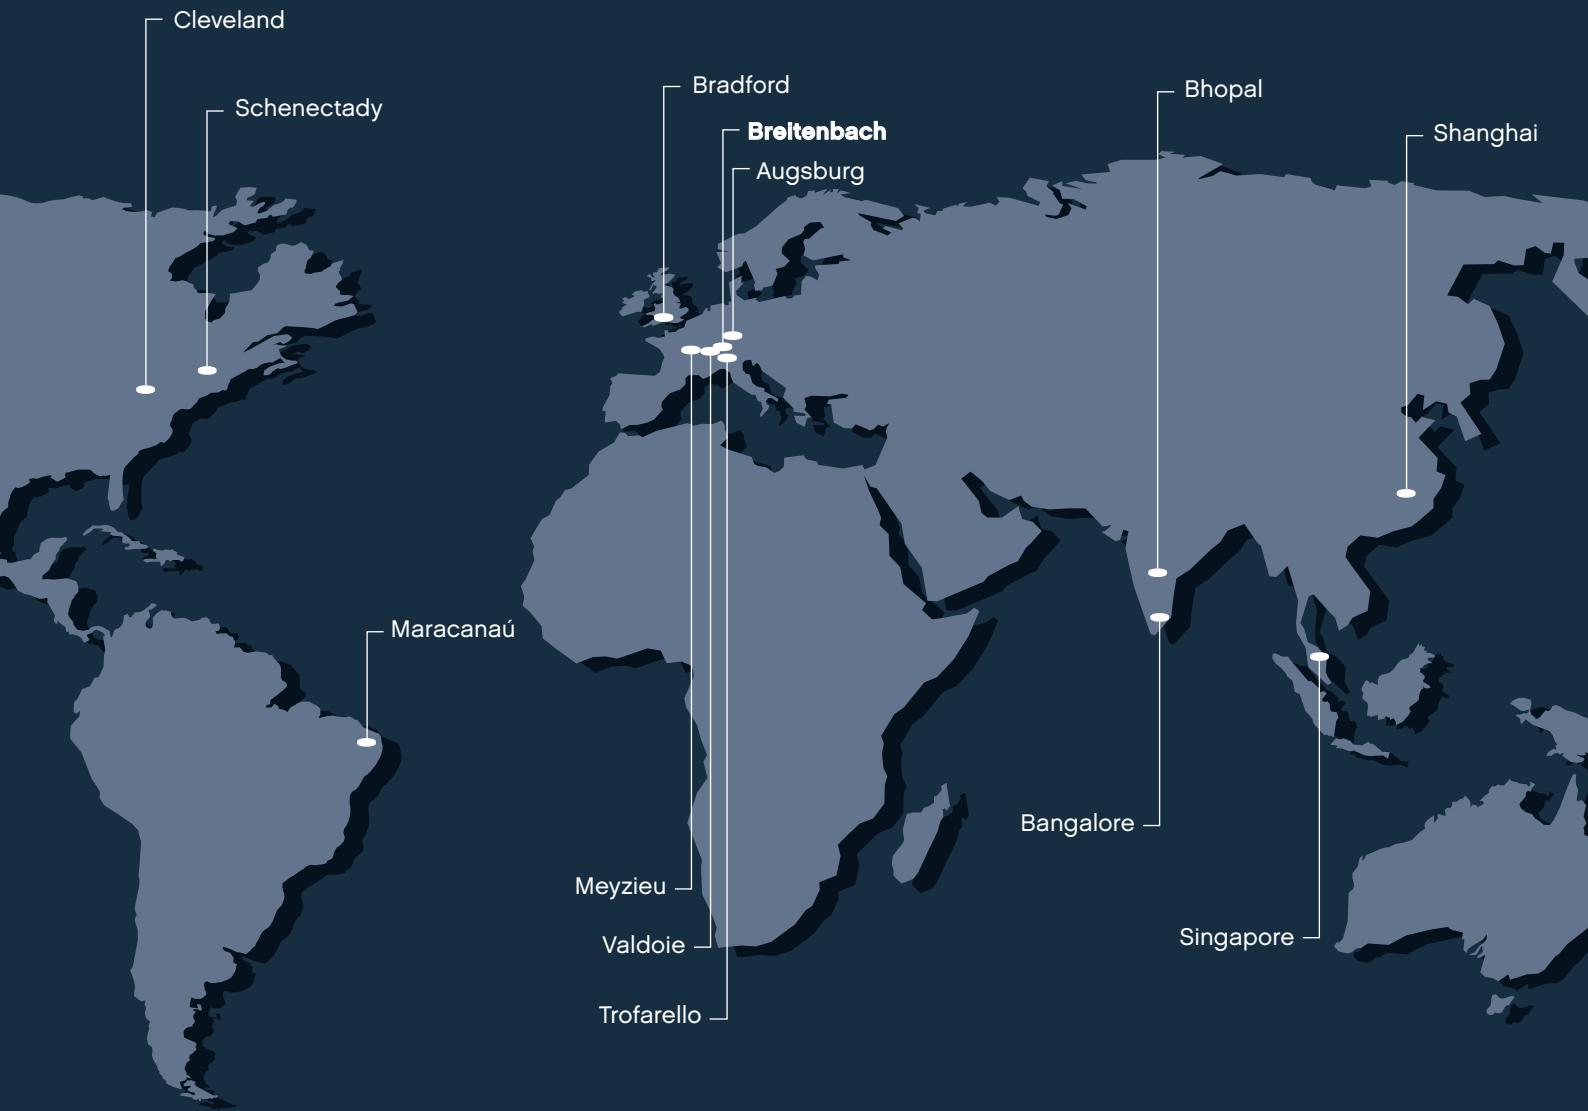 Cleveland
Bradford
Bhopal
Schenectady
Breitenbach
Shanghai
Augsburg
Maracanaú
Bangalore
Meyzieu
Singapore
Valdoie
Trofarello